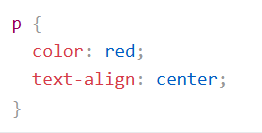 p {
  color: red;
  text-align: center;
}